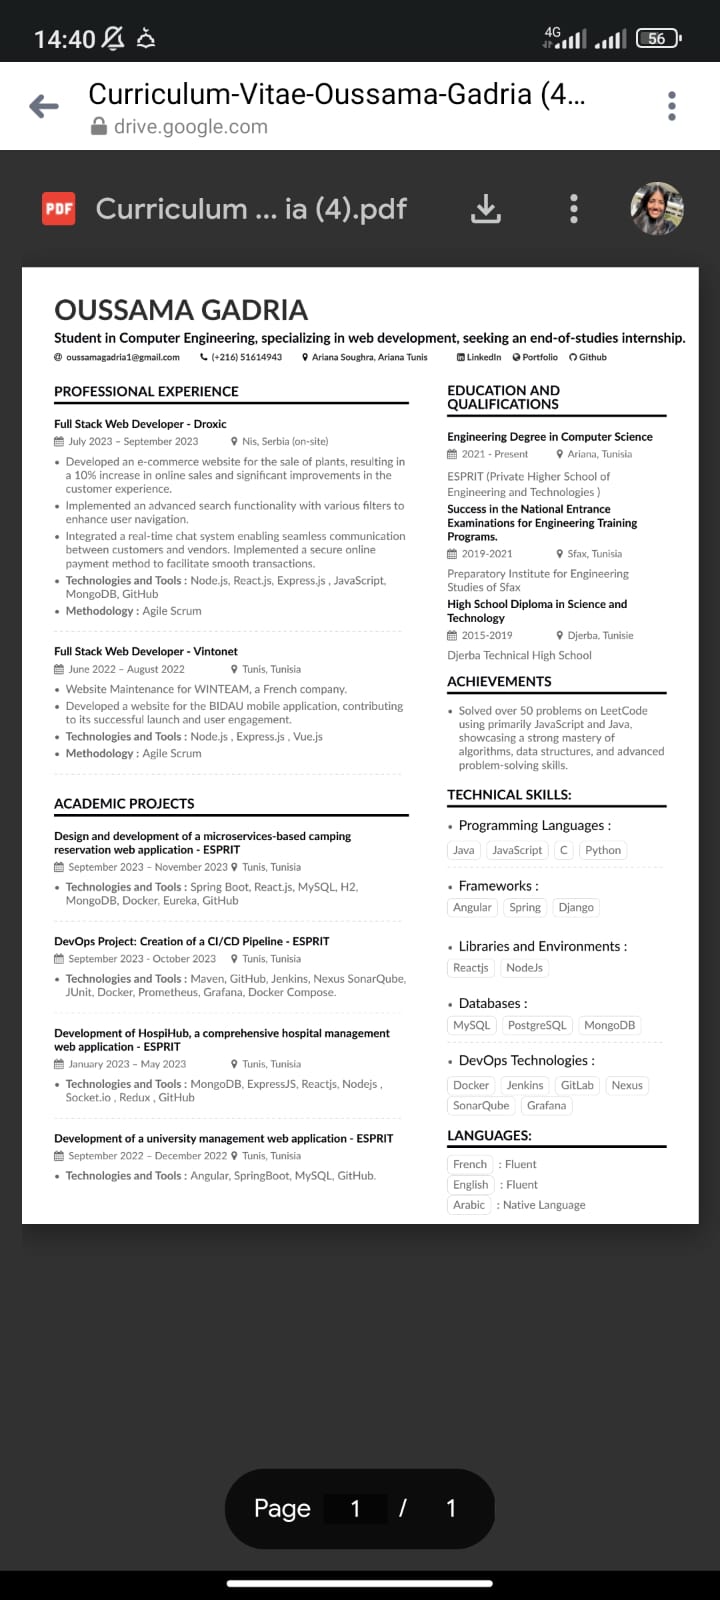 14:40
4G
56
Curriculum-Vitae-Oussama-Gadria (4...
drive.google.com
PDF
Curriculum ... ia (4).pdf
OUSSAMA GADRIA
Student in Computer Engineering, specializing in web development, seeking an end-of-studies internship.
oussamagadria1@gmail.com (+216) 51614943 Ariana Soughra, Ariana Tunis LinkedIn Portfolio Github
PROFESSIONAL EXPERIENCE
Full Stack Web Developer - Droxic
July 2023 – September 2023 Nis, Serbia (on-site)
• Developed an e-commerce website for the sale of plants, resulting in
a 10% increase in online sales and significant improvements in the
customer experience.
• Implemented an advanced search functionality with various filters to
enhance user navigation.
• Integrated a real-time chat system enabling seamless communication
between customers and vendors. Implemented a secure online
payment method to facilitate smooth transactions.
• Technologies and Tools : Node.js, React.js, Express.js , JavaScript,
MongoDB, GitHub
• Methodology : Agile Scrum
Full Stack Web Developer - Vintonet
June 2022 – August 2022 Tunis, Tunisia
• Website Maintenance for WINTEAM, a French company.
• Developed a website for the BIDAU mobile application, contributing
to its successful launch and user engagement.
• Technologies and Tools : Node.js , Express.js , Vue.js
• Methodology : Agile Scrum
ACADEMIC PROJECTS
Design and development of a microservices-based camping
reservation web application - ESPRIT
September 2023 – November 2023 Tunis, Tunisia
• Technologies and Tools : Spring Boot, React.js, MySQL, H2,
MongoDB, Docker, Eureka, GitHub
DevOps Project: Creation of a CI/CD Pipeline - ESPRIT
September 2023 - October 2023 Tunis, Tunisia
• Technologies and Tools : Maven, GitHub, Jenkins, Nexus SonarQube,
JUnit, Docker, Prometheus, Grafana, Docker Compose.
Development of HospiHub, a comprehensive hospital management
web application - ESPRIT
January 2023 – May 2023 Tunis, Tunisia
• Technologies and Tools : MongoDB, ExpressJS, Reactjs, Nodejs ,
Socket.io , Redux , GitHub
Development of a university management web application - ESPRIT
September 2022 – December 2022 Tunis, Tunisia
• Technologies and Tools : Angular, SpringBoot, MySQL, GitHub.
EDUCATION AND
QUALIFICATIONS
Engineering Degree in Computer Science
2021 - Present Ariana, Tunisia
ESPRIT (Private Higher School of
Engineering and Technologies )
Success in the National Entrance
Examinations for Engineering Training
Programs.
2019-2021 Sfax, Tunisia
Preparatory Institute for Engineering
Studies of Sfax
High School Diploma in Science and
Technology
2015-2019 Djerba, Tunisie
Djerba Technical High School
ACHIEVEMENTS
• Solved over 50 problems on LeetCode
using primarily JavaScript and Java,
showcasing a strong mastery of
algorithms, data structures, and advanced
problem-solving skills.
TECHNICAL SKILLS:
• Programming Languages :
Java JavaScript C Python
• Frameworks :
Angular Spring Django
• Libraries and Environments :
Reactjs NodeJs
• Databases :
MySQL PostgreSQL MongoDB
• DevOps Technologies :
Docker Jenkins GitLab Nexus
SonarQube Grafana
LANGUAGES:
French : Fluent
English : Fluent
Arabic : Native Language
Page 1 / 1